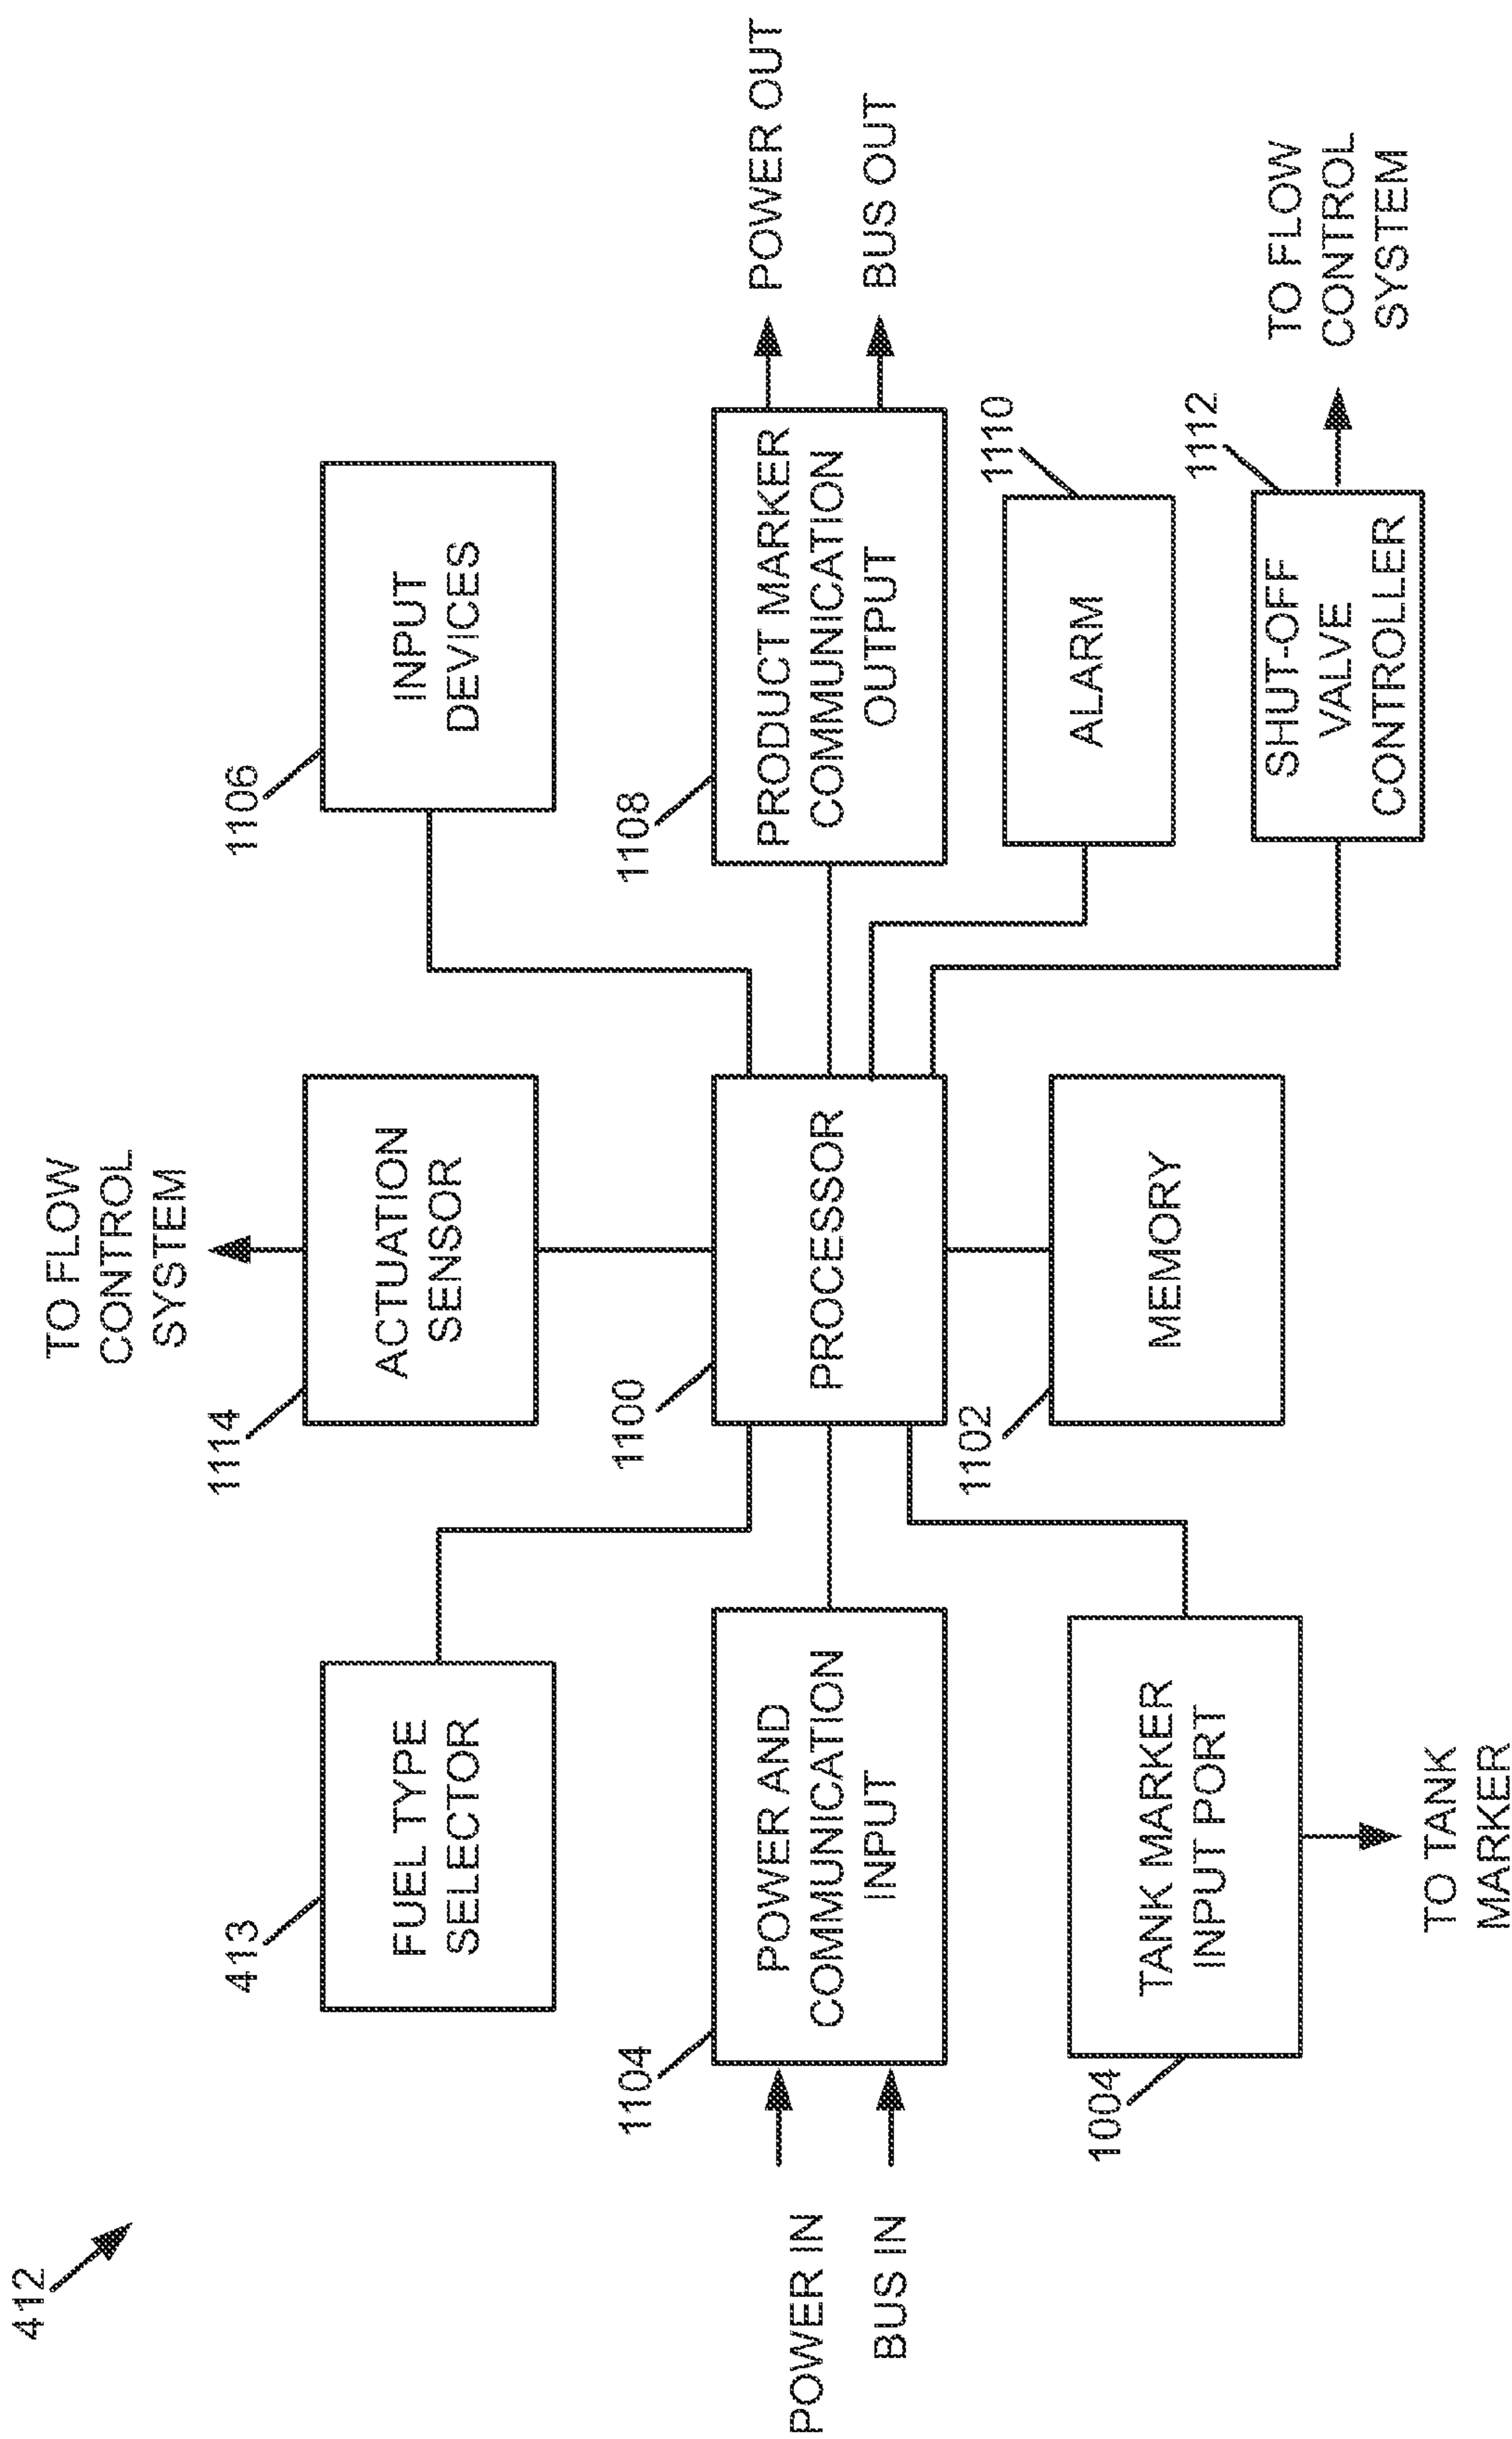 412
TO FLOW
CONTROL
SYSTEM
413
FUEL TYPE
SELECTOR
1114
ACTUATION
SENSOR
1106
INPUT
DEVICES
POWER IN
BUS IN
1104
POWER AND
COMMUNICATION
INPUT
1100
PROCESSOR
1108
PRODUCT MARKER
COMMUNICATION
OUTPUT
POWER OUT
BUS OUT
1004
TANK MARKER
INPUT PORT
TO TANK
MARKER
1102
MEMORY
1110
ALARM
1112
SHUT-OFF
VALVE
CONTROLLER
TO FLOW
CONTROL
SYSTEM